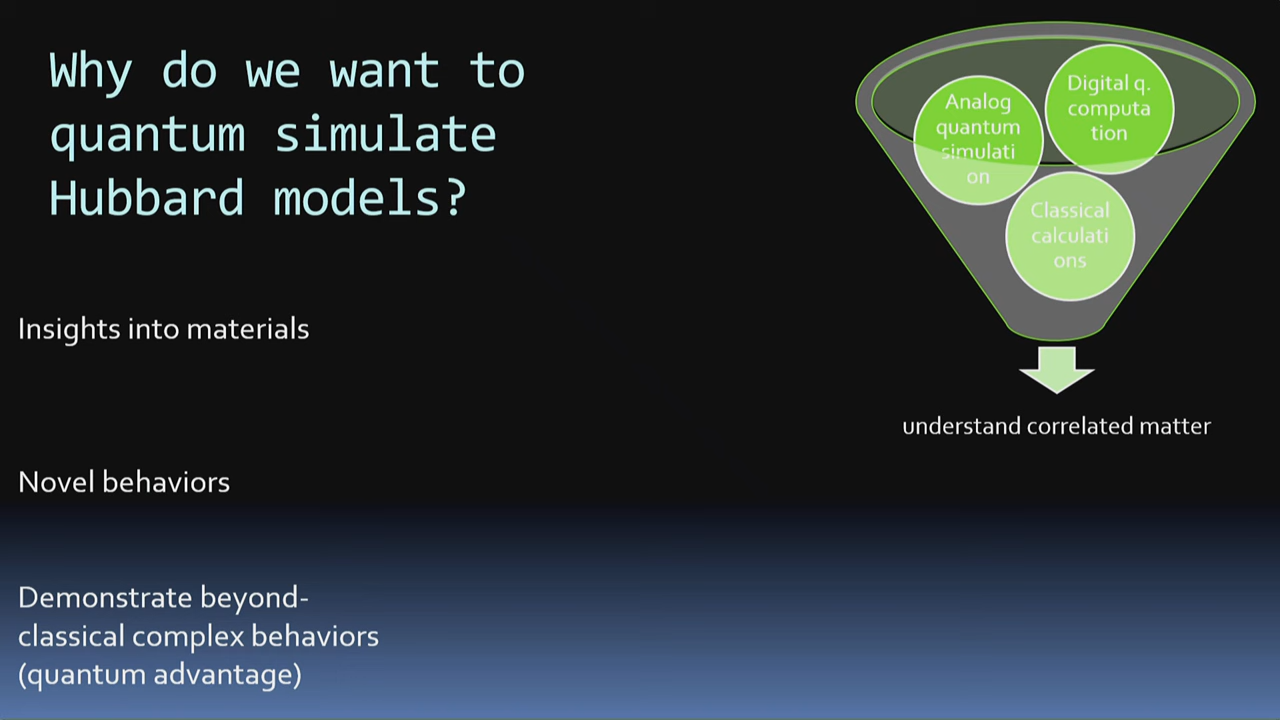 Why do we want to
quantum simulate
Hubbard models?
Insights into materials
Novel behaviors
Demonstrate beyond-
classical complex behaviors
(quantum advantage)
Analog
quantum
simulati
on
Digital q.
computa
tion
Classical
calculati
ons
understand correlated matter